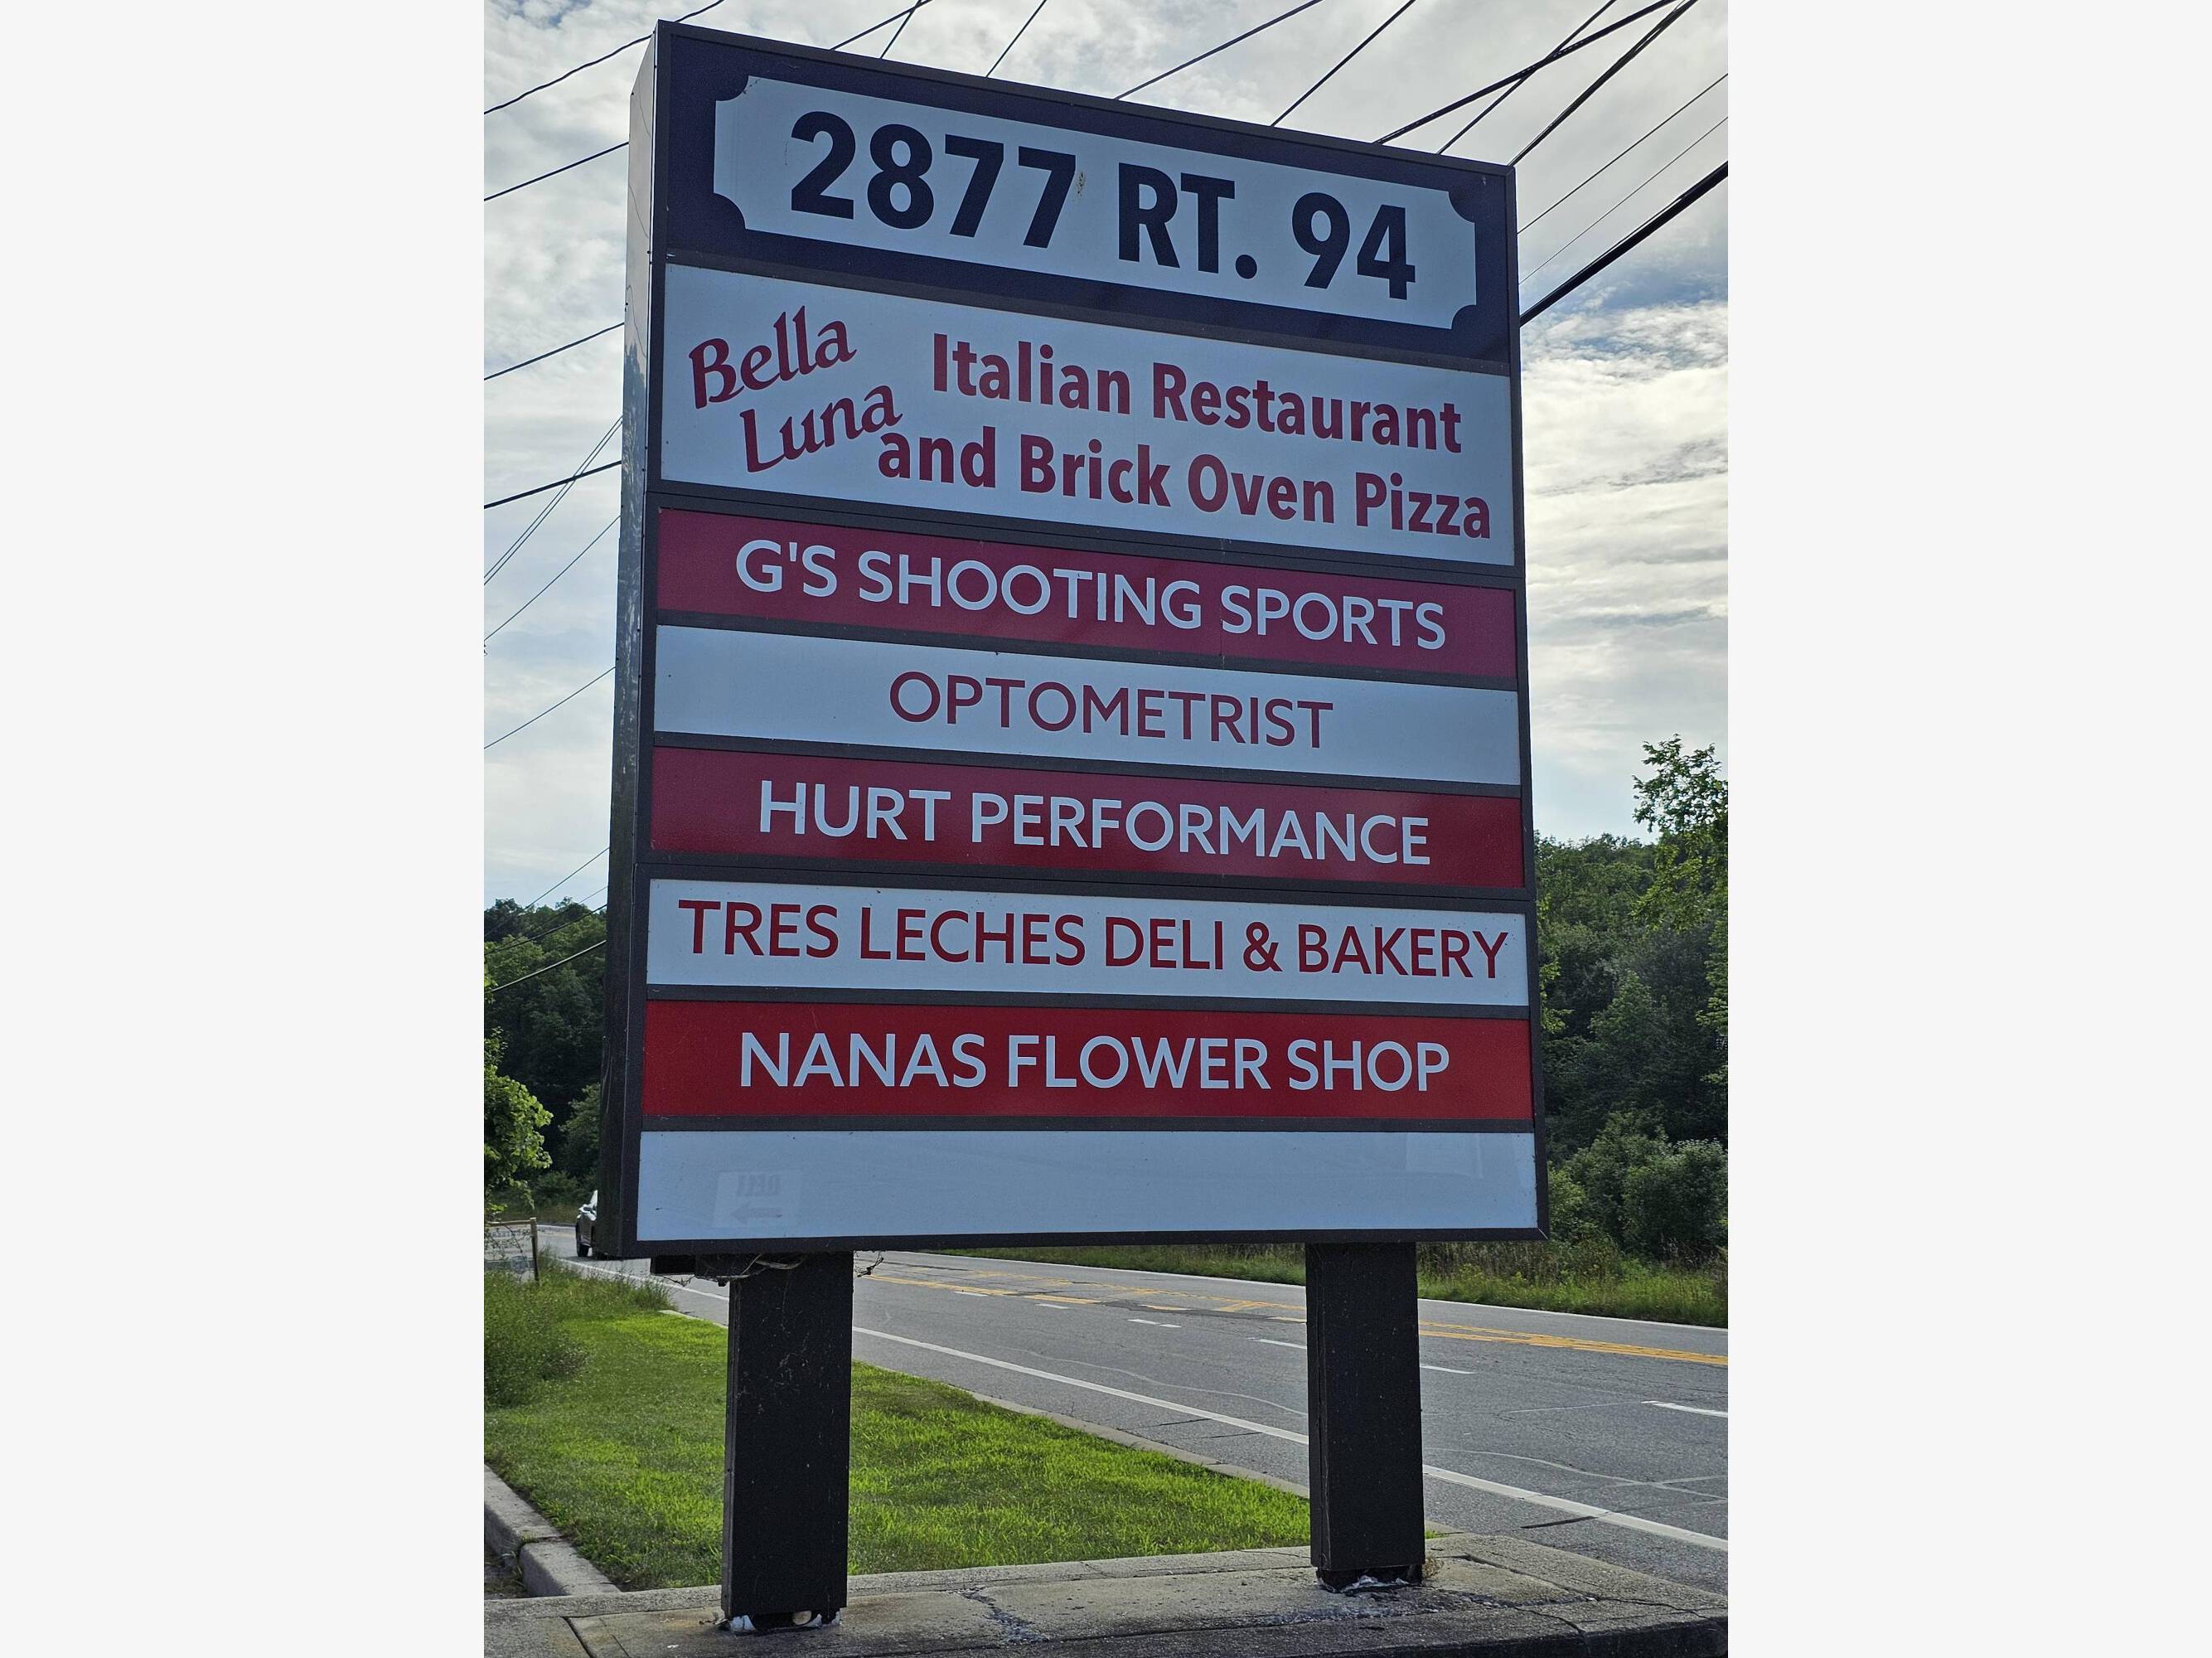 2877 RT. 94
Bella
Luna
Italian Restaurant
and Brick Oven Pizza
G'S SHOOTING SPORTS
OPTOMETRIST
HURT PERFORMANCE
TRES LECHES DELI & BAKERY
NANAS FLOWER SHOP
DELI